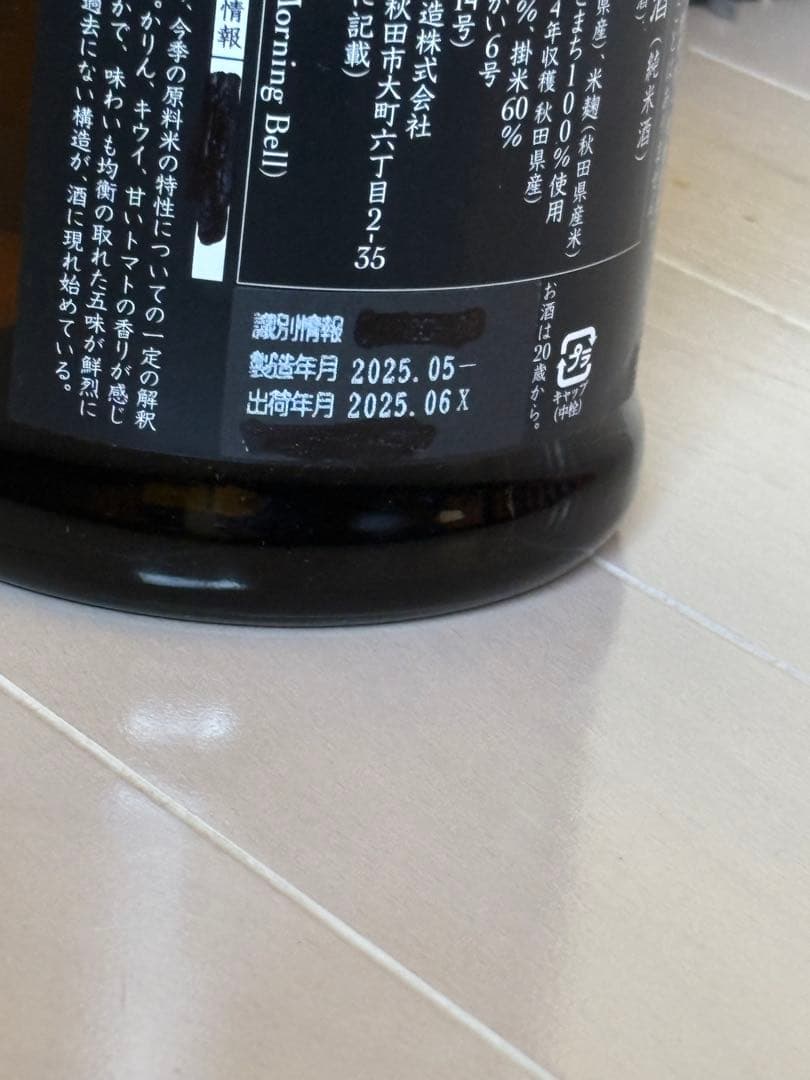 酒(純米酒)
県産)、米麹(秋田県産米)
こまち100%使用
4年収穫 秋田県産)
%、掛米60%
かい6号
14号)
造株式会社
秋田市大町六丁目2-35
に記載)
Morning Bell)
情報
、今季の原料米の特性についての一定の解釈
。かりん、キウイ、甘いトマトの香りが感じ
かで、味わいも均衡の取れた五味が鮮烈に
過去にない構造が、酒に現れ始めている。
識別情報
製造年月 2025.05-
出荷年月 2025.06X
お酒は20歳から。
プラ
キャップ
(中栓)